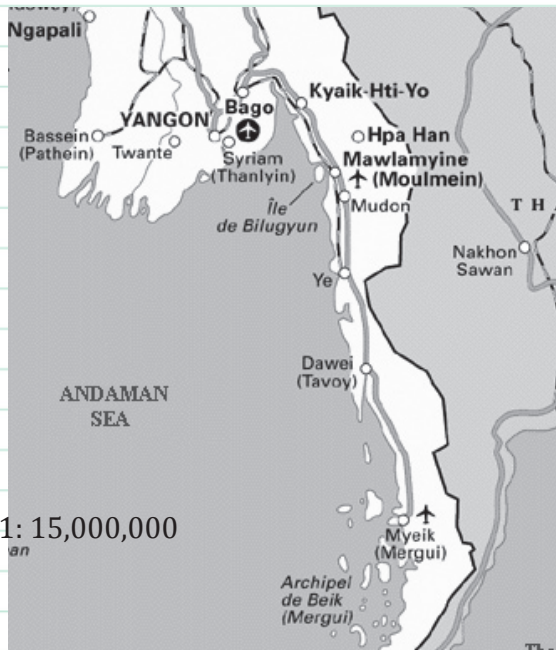 Ngapali
YANGON
Bago
Kyaik-Hti-Yo
Bassein
(Pathein)
Twante
Syriam
(Thanlyin)
Hpa Han
Mawlamyine
(Moulmein)
Île
de Bilugyun
Mudon
T H
Nakhon
Sawan
Ye
Dawei
(Tavoy)
ANDAMAN
SEA
1: 15,000,000
Myeik
(Mergui)
Archipel
de Beik
(Mergui)